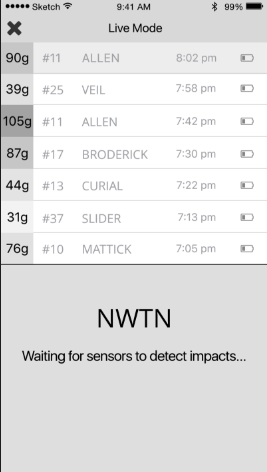 Sketch 9:41 AM 99%
Live Mode
90g #11 ALLEN 8:02 pm
39g #25 VEIL 7:58 pm
105g #11 ALLEN 7:42 pm
87g #17 BRODERICK 7:30 pm
44g #13 CURIAL 7:22 pm
31g #37 SLIDER 7:13 pm
76g #10 MATTICK 7:05 pm
NWTN
Waiting for sensors to detect impacts...